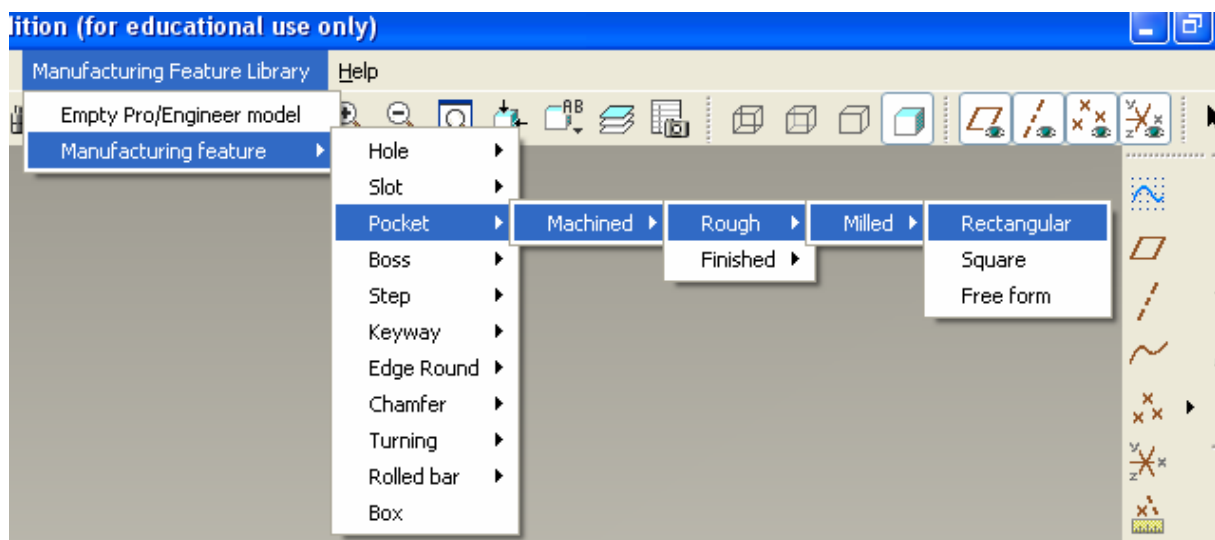 dition (for educational use only)
Manufacturing Feature Library Help
Empty Pro/Engineer model
Manufacturing feature
Hole
Slot
Pocket Machined Rough Milled Rectangular
Boss Finished Square
Step Free form
Keyway
Edge Round
Chamfer
Turning
Rolled bar
Box